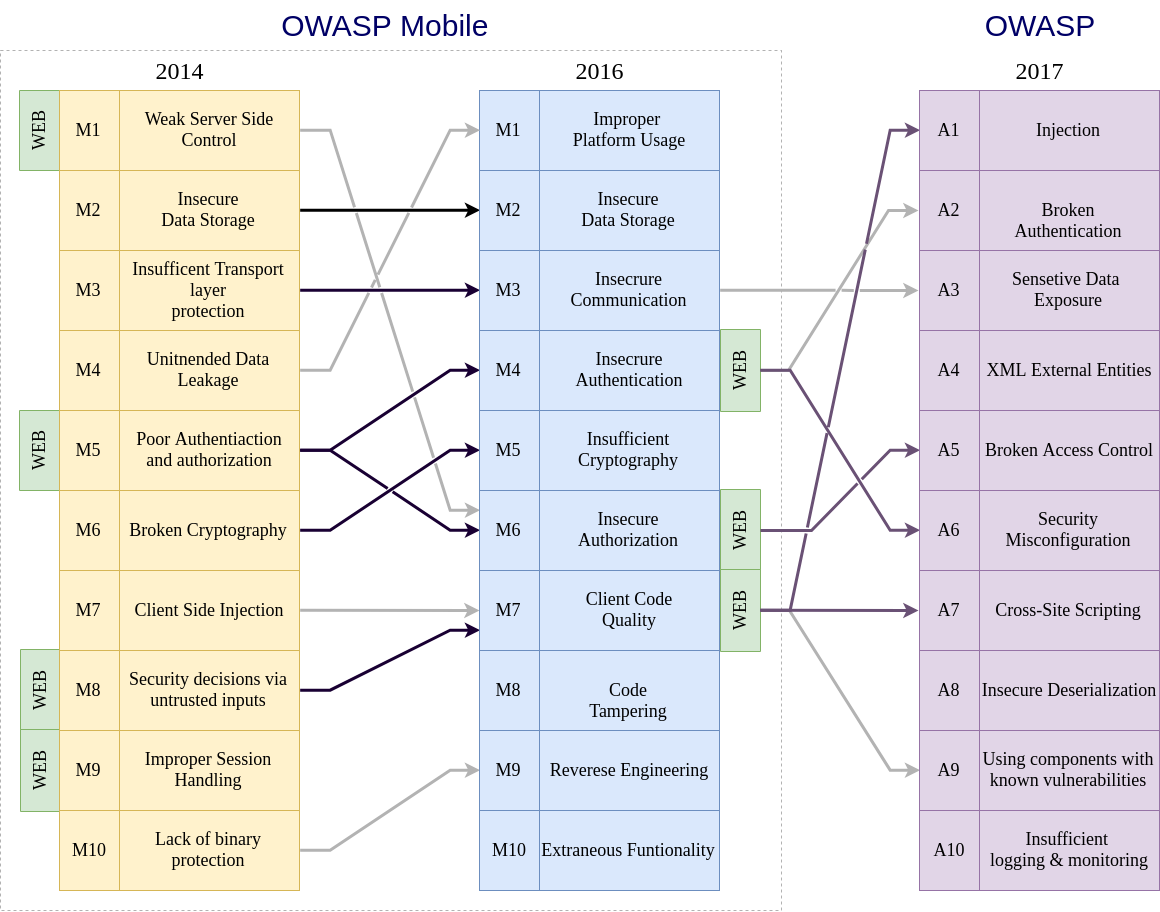 OWASP Mobile
OWASP
2014
2016
2017
WEB
M1
Weak Server Side
Control
M2
Insecure
Data Storage
M3
Insufficent Transport
layer
protection
M4
Unitnended Data
Leakage
WEB
M5
Poor Authentiaction
and authorization
M6
Broken Cryptography
M7
Client Side Injection
WEB
M8
Security decisions via
untrusted inputs
WEB
M9
Improper Session
Handling
M10
Lack of binary
protection
M1
Improper
Platform Usage
M2
Insecure
Data Storage
M3
Insecrure
Communication
M4
Insecrure
Authentication
WEB
M5
Insufficient
Cryptography
M6
Insecure
Authorization
WEB
M7
Client Code
Quality
WEB
M8
Code
Tampering
M9
Reverese Engineering
M10
Extraneous Funtionality
A1
Injection
A2
Broken
Authentication
A3
Sensetive Data
Exposure
A4
XML External Entities
A5
Broken Access Control
A6
Security
Misconfiguration
A7
Cross-Site Scripting
A8
Insecure Deserialization
A9
Using components with
known vulnerabilities
A10
Insufficient
logging & monitoring